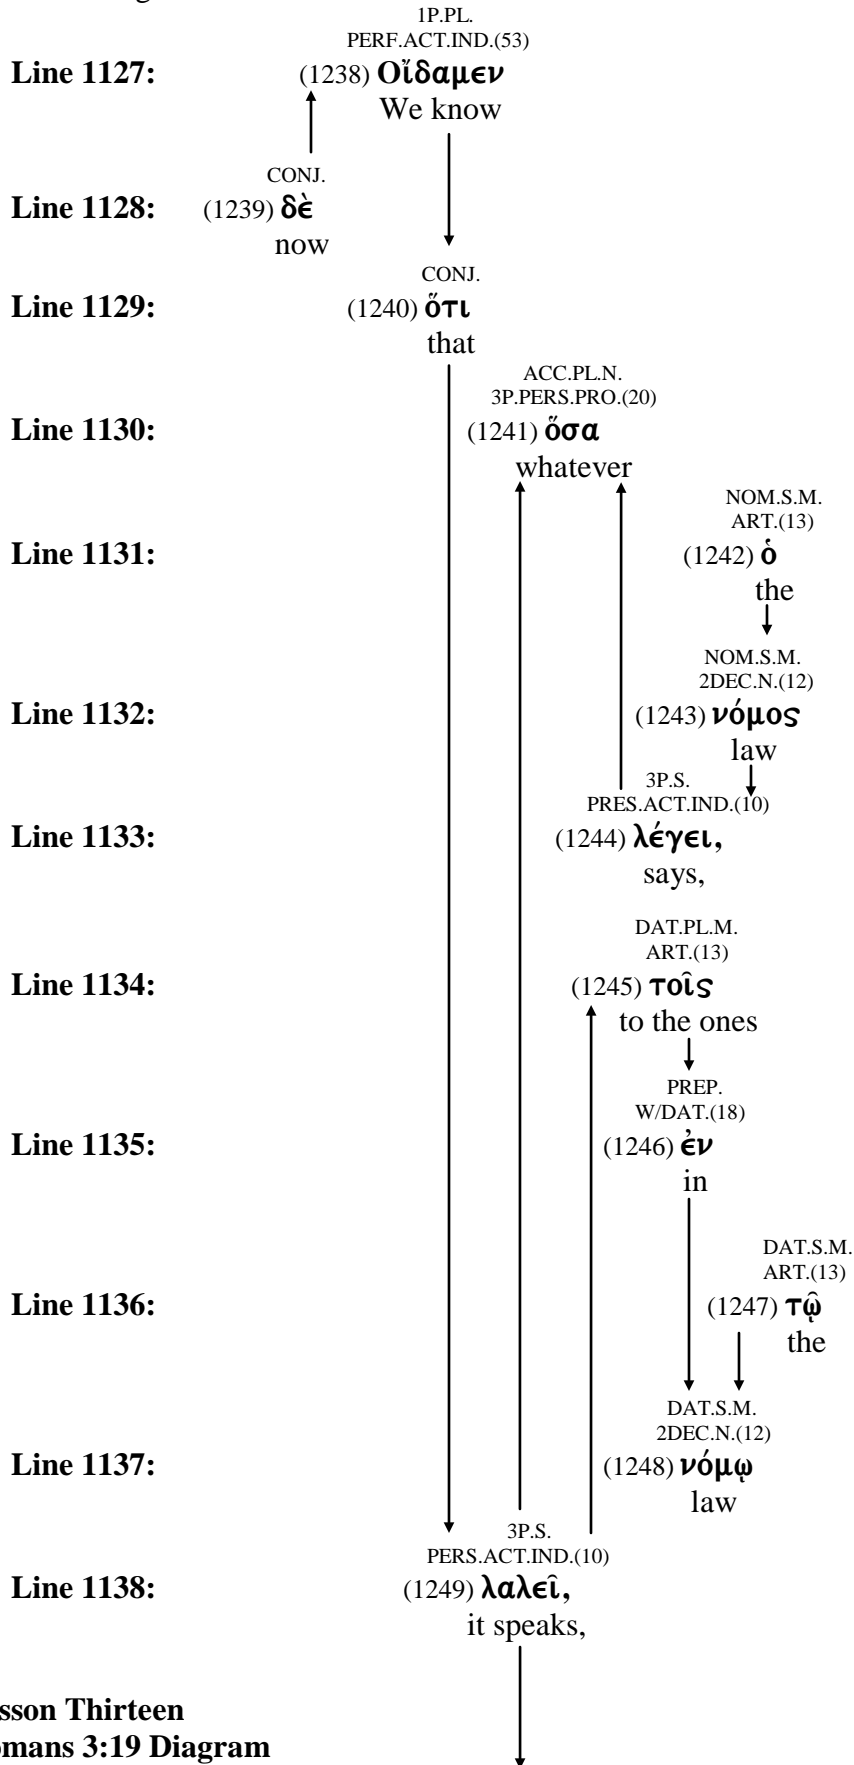 1P.PL.
PERF.ACT.IND.(53)
Line 1127: (1238) Οἴδαμεν
We know
CONJ.
Line 1128: (1239) δὲ
now
CONJ.
Line 1129: (1240) ὅτι
that
ACC.PL.N.
3P.PERS.PRO.(20)
Line 1130: (1241) ὅσα
whatever
NOM.S.M.
ART.(13)
Line 1131: (1242) ὁ
the
NOM.S.M.
2DEC.N.(12)
Line 1132: (1243) νόμος
law
3P.S.
PRES.ACT.IND.(10)
Line 1133: (1244) λέγει,
says,
DAT.PL.M.
ART.(13)
Line 1134: (1245) τοῖς
to the ones
PREP.
W/DAT.(18)
Line 1135: (1246) ἐν
in
DAT.S.M.
ART.(13)
Line 1136: (1247) τῷ
the
DAT.S.M.
2DEC.N.(12)
Line 1137: (1248) νόμῳ
law
3P.S.
PERS.ACT.IND.(10)
Line 1138: (1249) λαλεῖ,
it speaks,
sson Thirteen
omans 3:19 Diagram